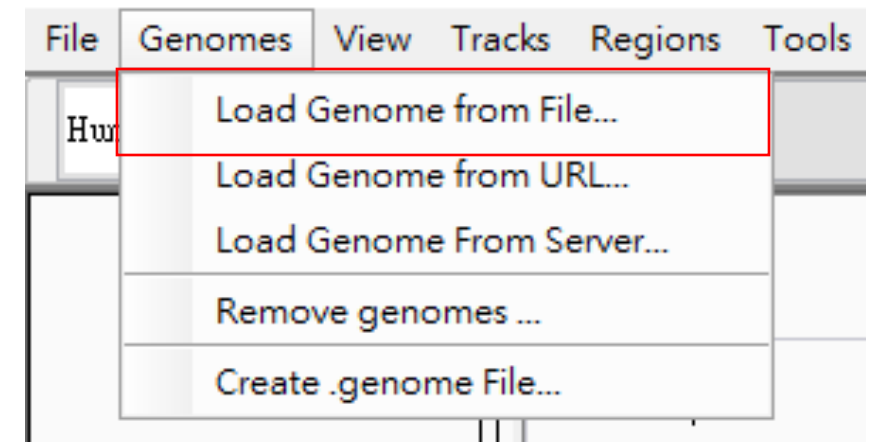 File Genomes View Tracks Regions Tools
Load Genome from File...
Load Genome from URL...
Load Genome From Server...
Remove genomes ...
Create .genome File...